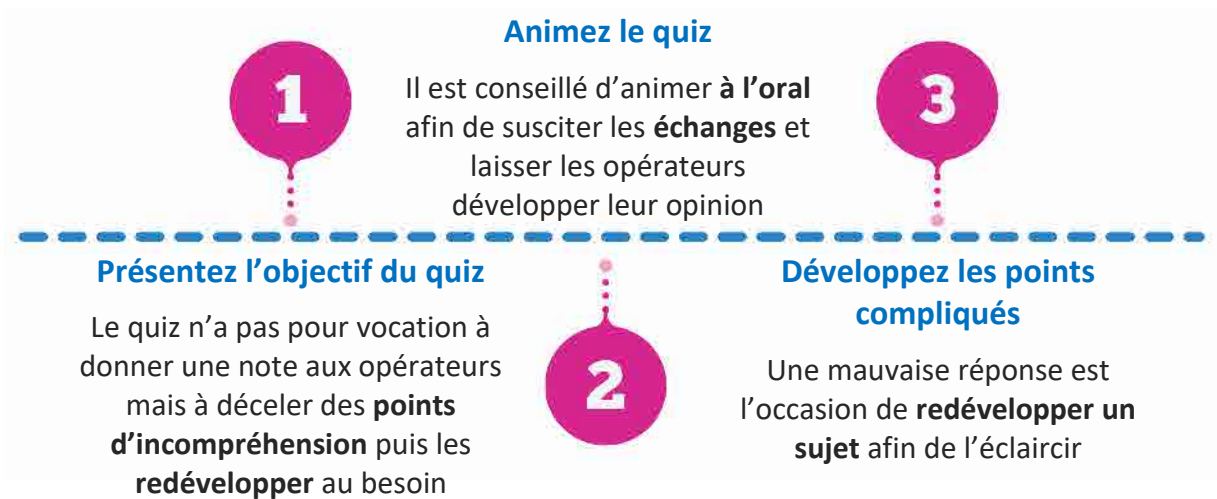 1
Présentez l’objectif du quiz
Le quiz n’a pas pour vocation à
donner une note aux opérateurs
mais à déceler des points
d’incompréhension puis les
redévelopper au besoin
Animez le quiz
Il est conseillé d’animer à l’oral
afin de susciter les échanges et
laisser les opérateurs
développer leur opinion
2
3
Développez les points
compliqués
Une mauvaise réponse est
l’occasion de redévelopper un
sujet afin de l’éclaircir